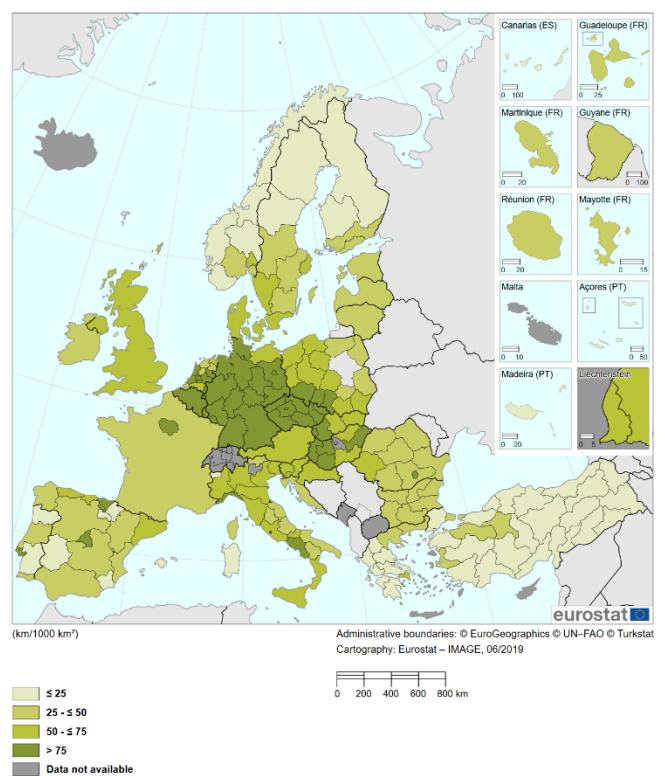 Canarias (ES)
0 100
Guadeloupe (FR)
0 25
Martinique (FR)
0 20
Guyane (FR)
0 100
Réunion (FR)
0 20
Mayotte (FR)
0 15
Malta
0 10
Açores (PT)
0 50
Madeira (PT)
0 20
Liechtenstein
0 5
eurostat
(km/1000 km²)
Administrative boundaries: © EuroGeographics © UN–FAO © Turkstat
Cartography: Eurostat – IMAGE, 06/2019
0 200 400 600 800 km
≤ 25
25 - ≤ 50
50 - ≤ 75
> 75
Data not available